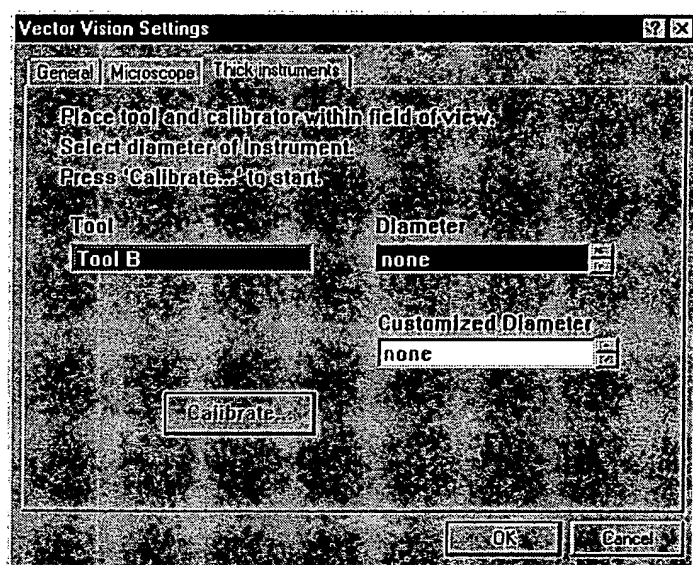 Vector Vision Settings
General Microscope Thick instruments
Place tool and calibrator within field of view.
Select diameter of instrument.
Press 'Calibrate...' to start.
Tool Diameter
Tool B none
Customized Diameter
none
Calibrate...
OK Cancel